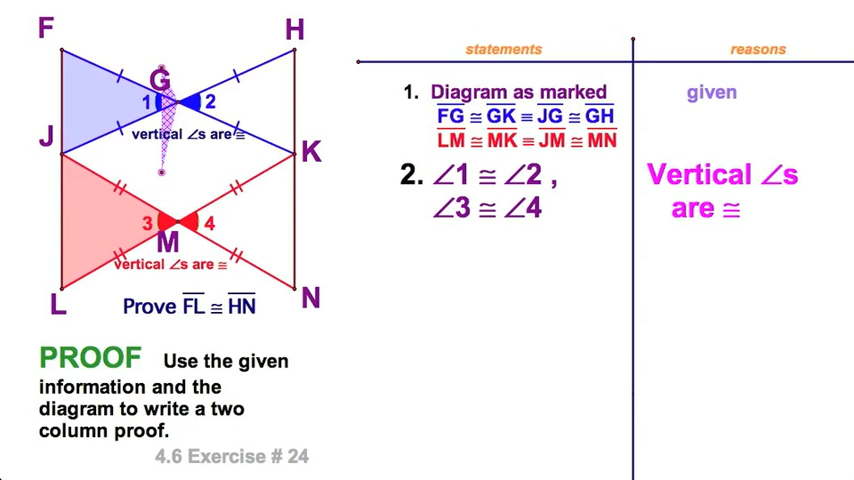 F
H
G
1
2
vertical ∠s are ≅
J
K
3
4
M
vertical ∠s are ≅
L
N
Prove FL ≅ HN
PROOF Use the given
information and the
diagram to write a two
column proof.
4.6 Exercise # 24
statements
reasons
1. Diagram as marked
given
FG ≅ GK ≡ JG ≅ GH
LM ≅ MK ≡ JM ≅ MN
2. ∠1 ≅ ∠2 ,
∠3 ≅ ∠4
Vertical ∠s
are ≅